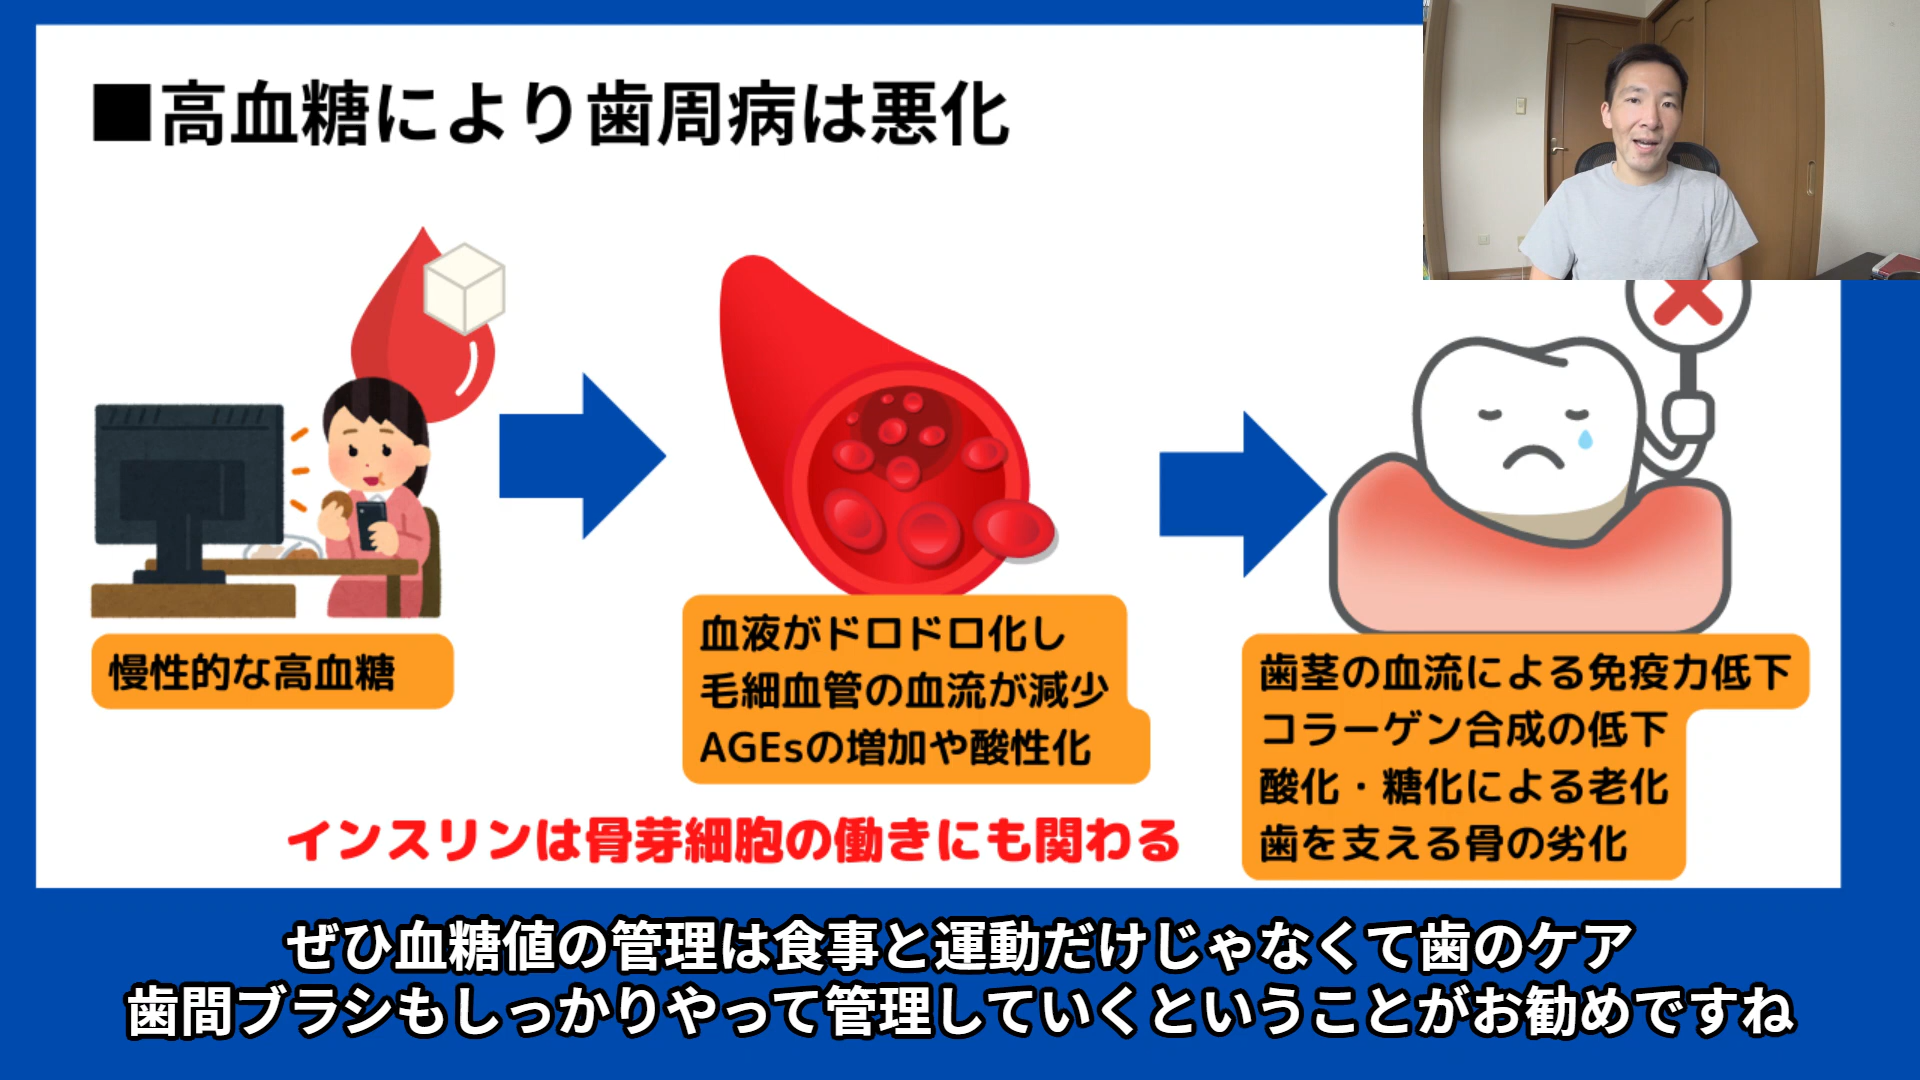 ■高血糖により歯周病は悪化
慢性的な高血糖
血液がドロドロ化し
毛細血管の血流が減少
AGEsの増加や酸性化
歯茎の血流による免疫力低下
コラーゲン合成の低下
酸化・糖化による老化
歯を支える骨の劣化
インスリンは骨芽細胞の働きにも関わる
ぜひ血糖値の管理は食事と運動だけじゃなくて歯のケア
歯間ブラシもしっかりやって管理していくということがお勧めですね